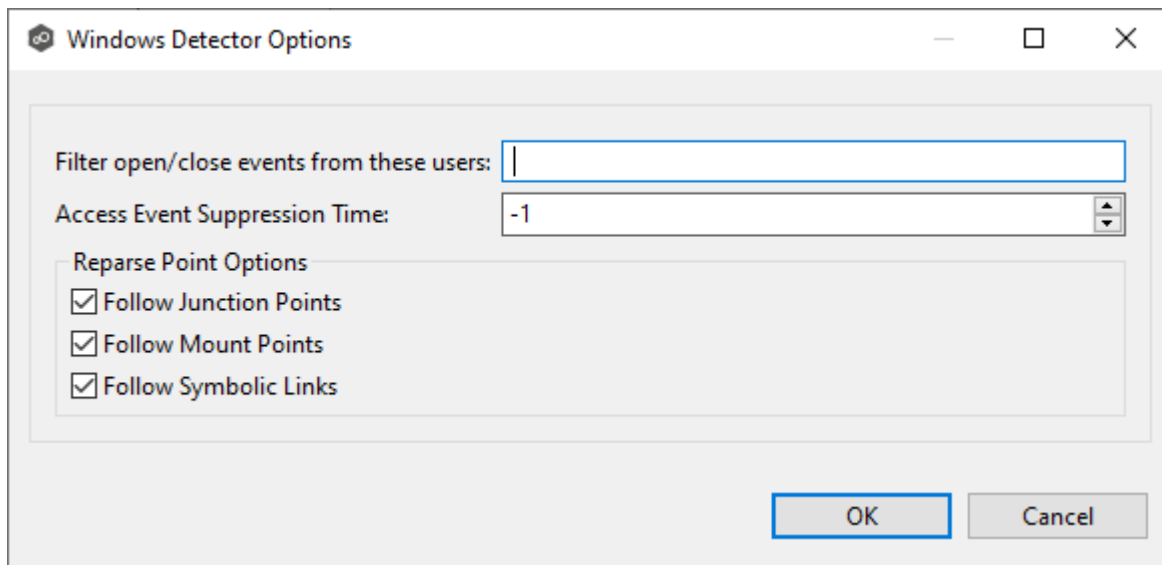 Windows Detector Options
Filter open/close events from these users:
Access Event Suppression Time: -1
Reparse Point Options
Follow Junction Points
Follow Mount Points
Follow Symbolic Links
OK Cancel